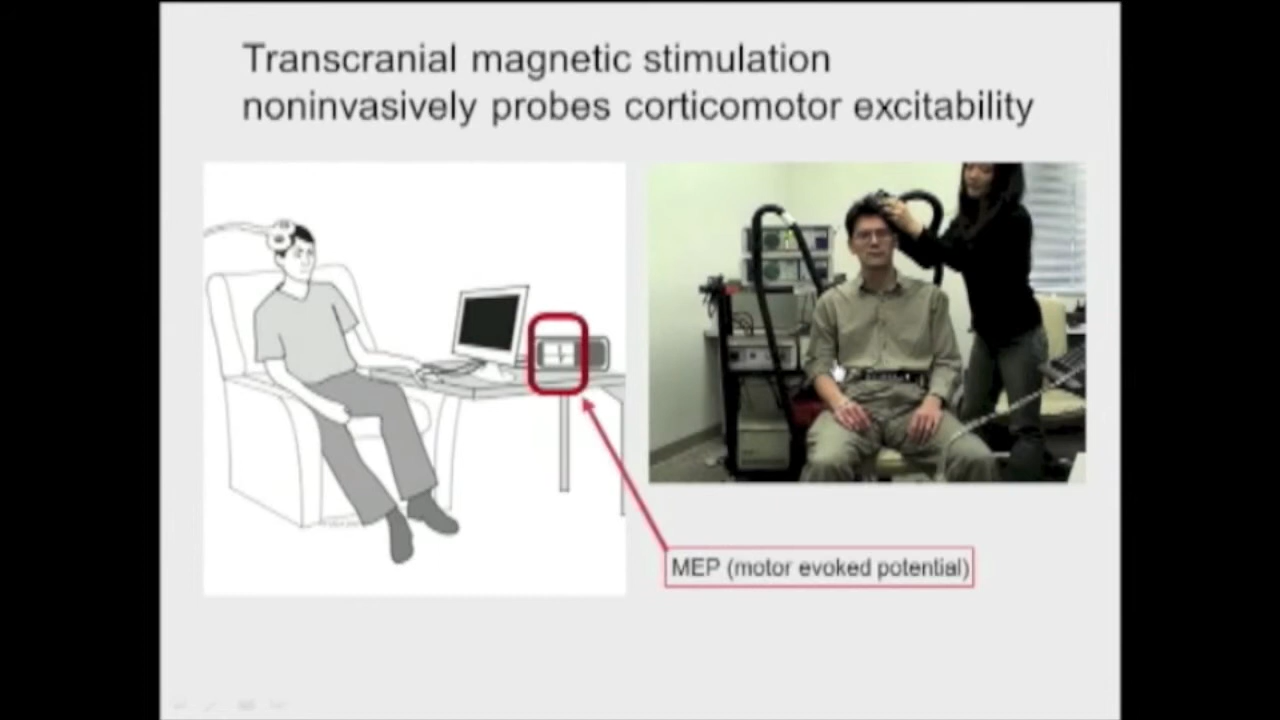 Transcranial magnetic stimulation
noninvasively probes corticomotor excitability
MEP (motor evoked potential)